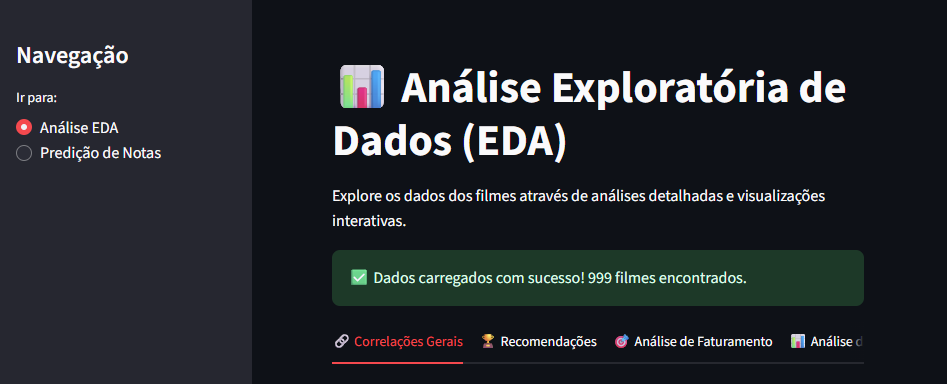 Navegação
Ir para:
Análise EDA
Predição de Notas
Análise Exploratória de
Dados (EDA)
Explore os dados dos filmes através de análises detalhadas e visualizações
interativas.
Dados carregados com sucesso! 999 filmes encontrados.
Correlações Gerais Recomendações Análise de Faturamento Análise